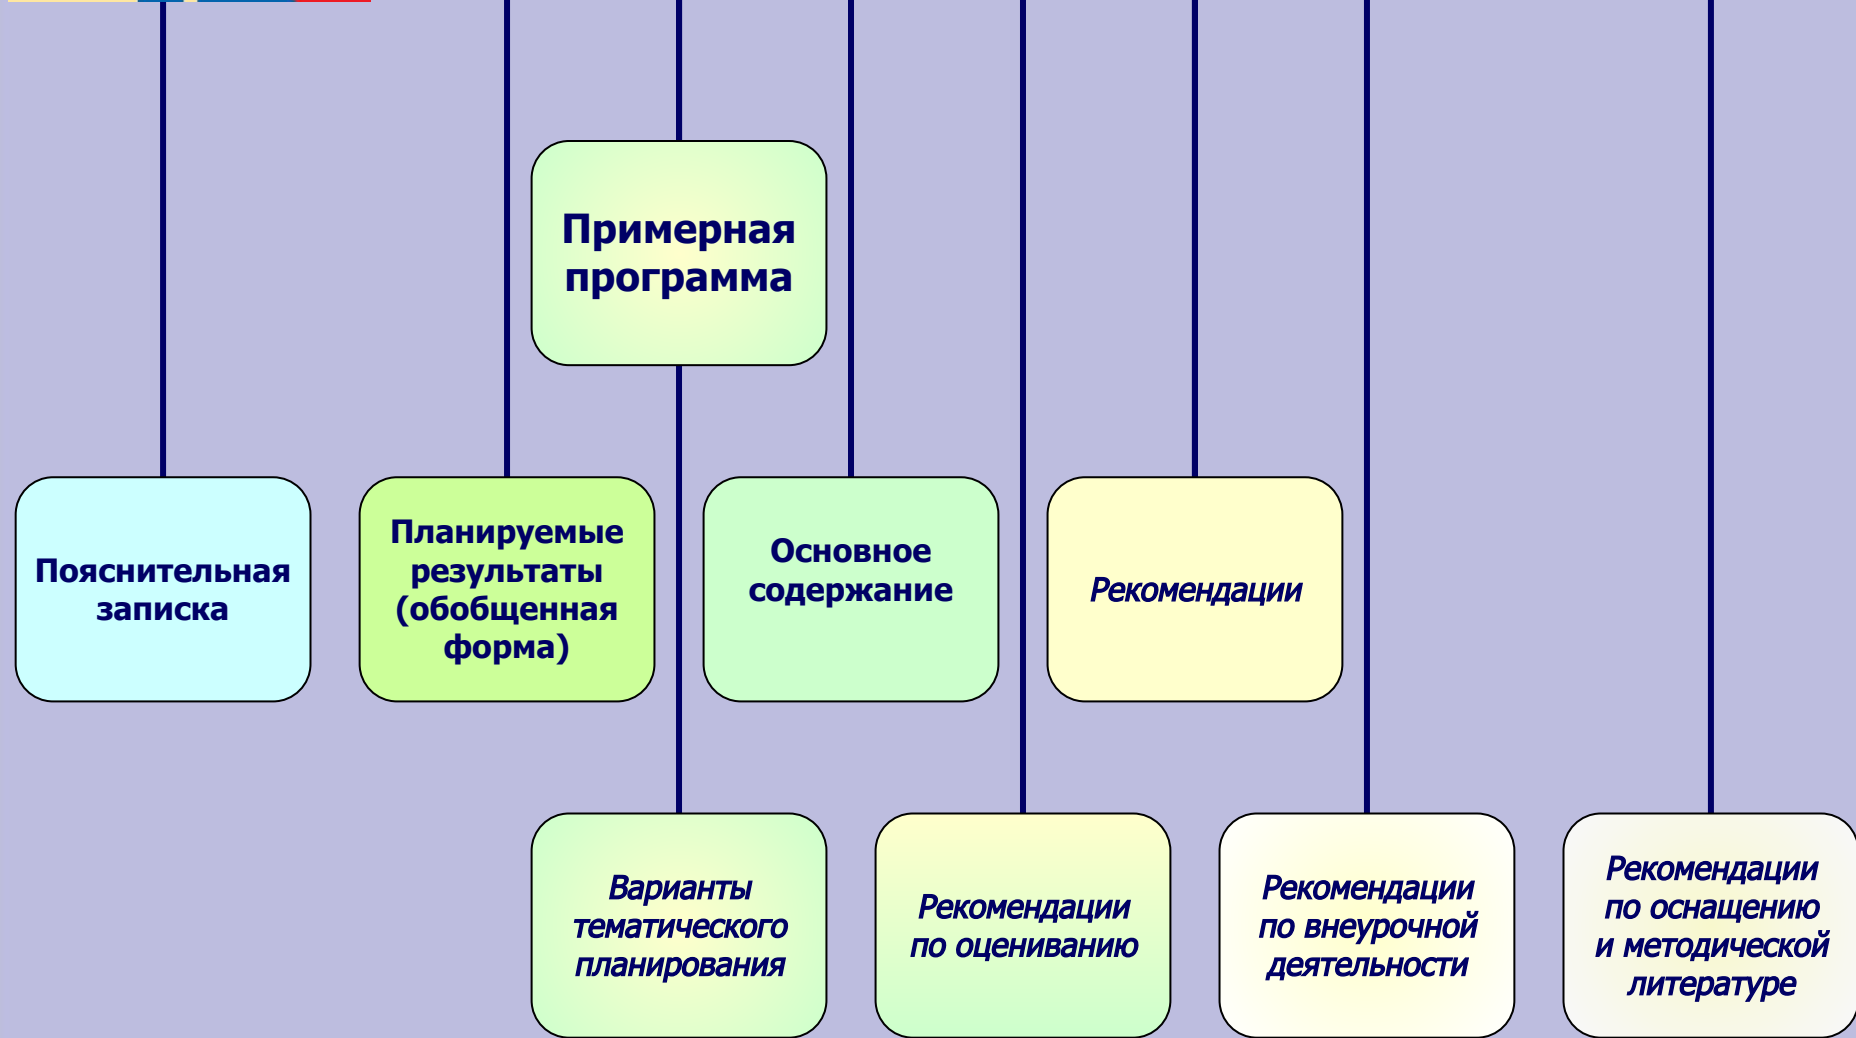 Примерная
программа
Пояснительная
записка
Планируемые
результаты
(обобщенная
форма)
Основное
содержание
Рекомендации
Варианты
тематического
планирования
Рекомендации
по оцениванию
Рекомендации
по внеурочной
деятельности
Рекомендации
по оснащению
и методической
литературе